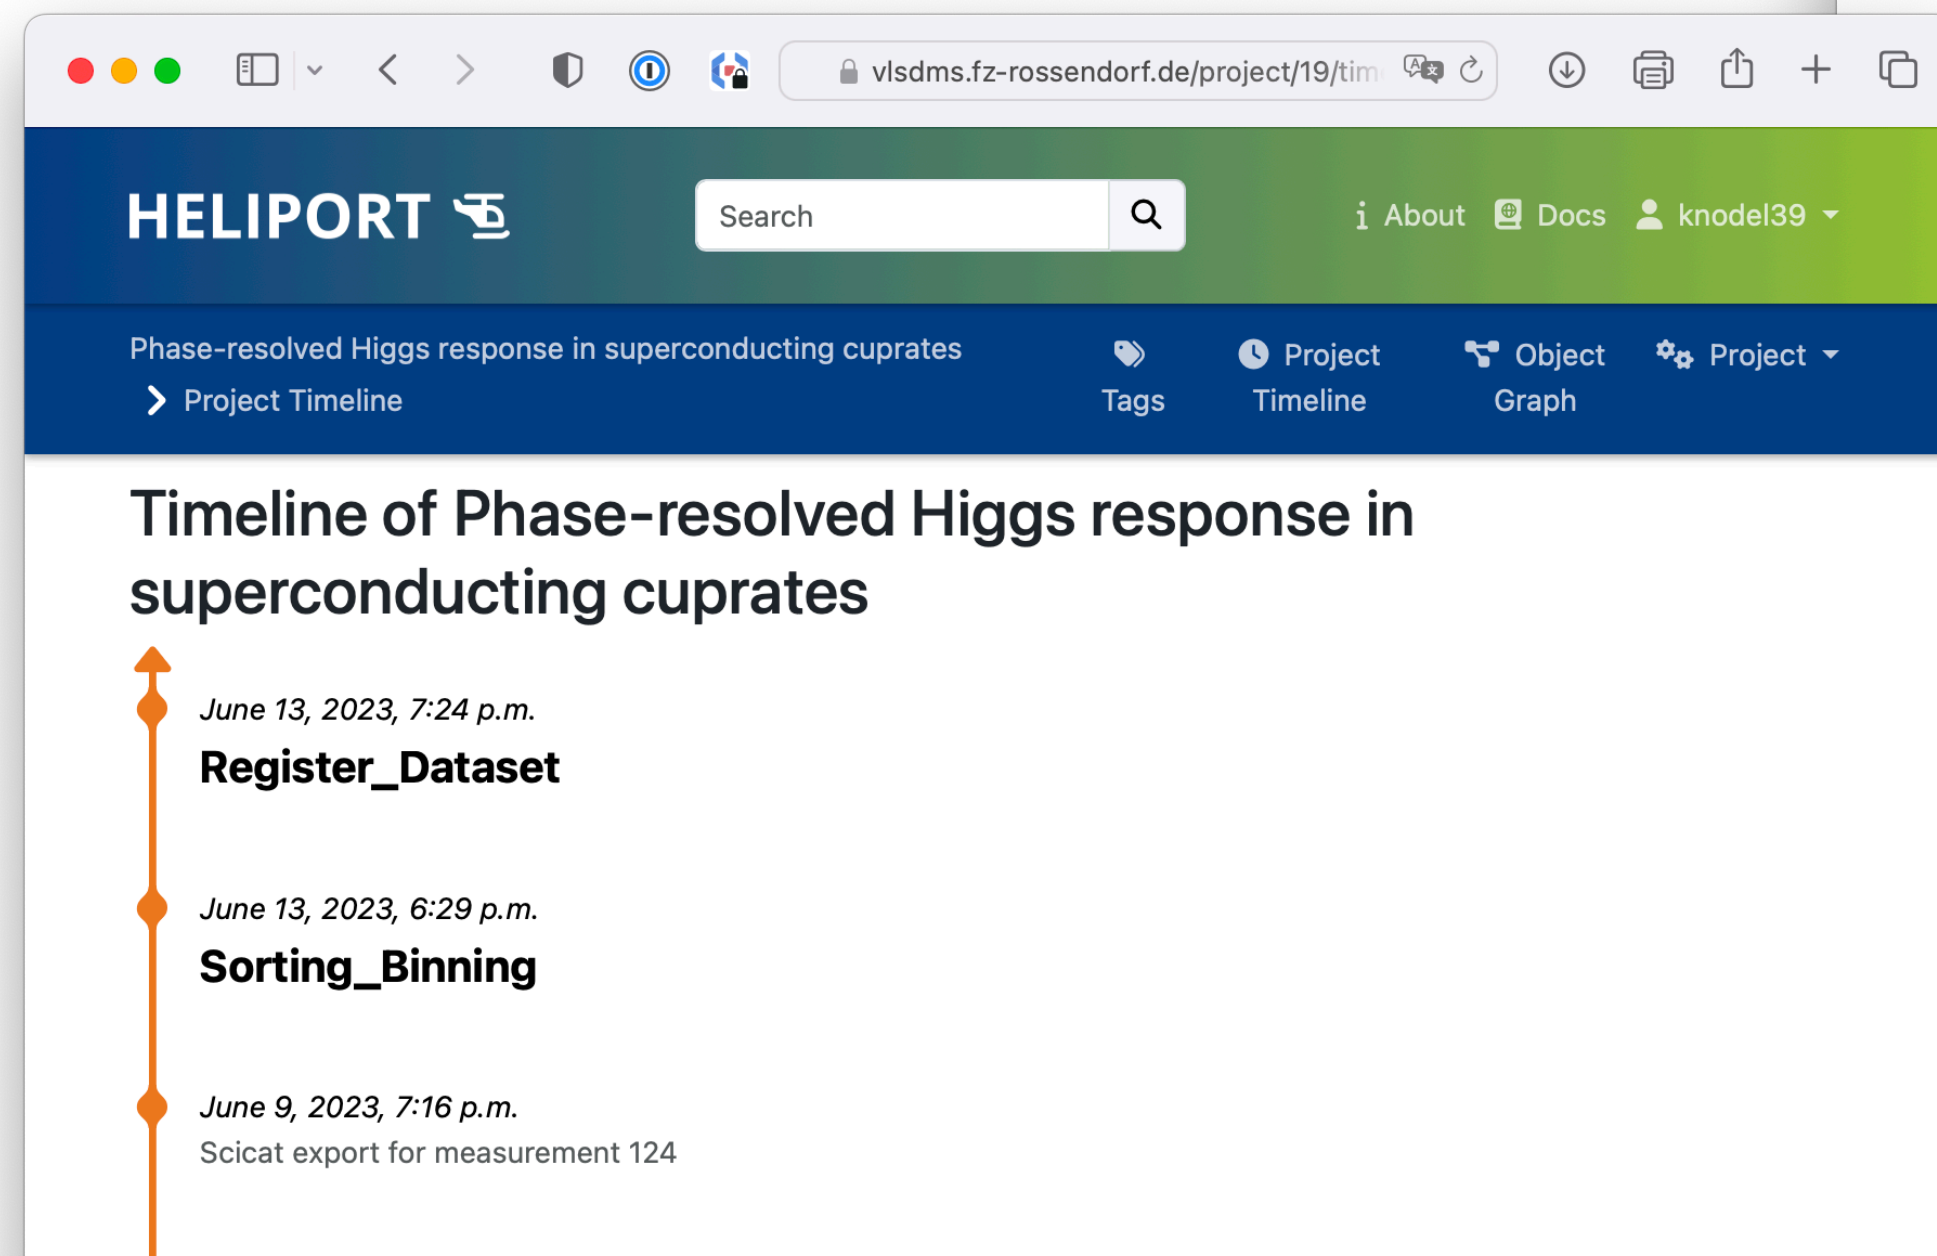 vlsdms.fz-rossendorf.de/project/19/tim
HELIPORT
Search
About
Docs
knodel39
Phase-resolved Higgs response in superconducting cuprates
Project Timeline
Tags
Project
Timeline
Object
Graph
Project
Timeline of Phase-resolved Higgs response in
superconducting cuprates
June 13, 2023, 7:24 p.m.
Register_Dataset
June 13, 2023, 6:29 p.m.
Sorting_Binning
June 9, 2023, 7:16 p.m.
Scicat export for measurement 124